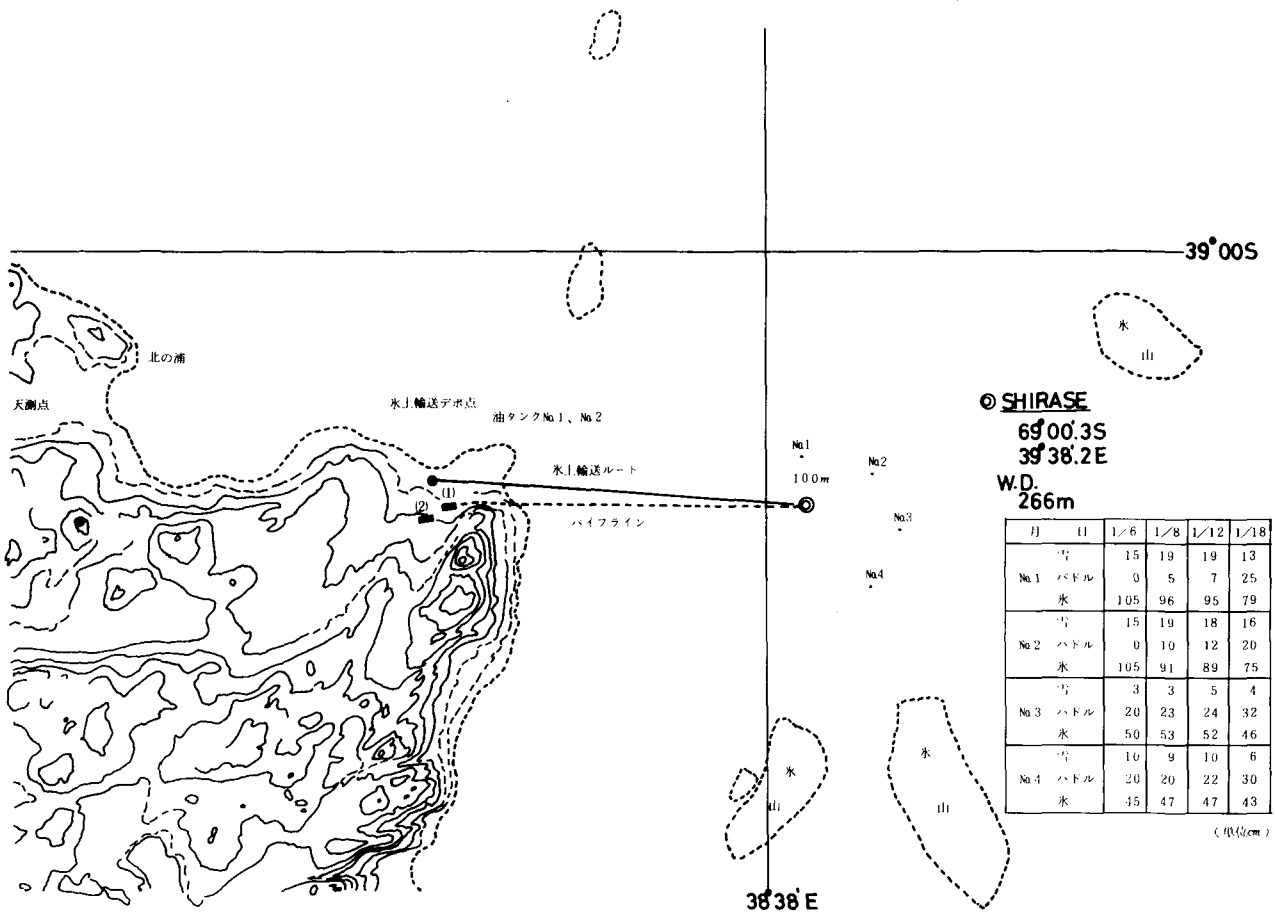 39°00S
氷
山
北の浦
天測点
氷上輸送デポ点
油タンクNo.1、No.2
◎ SHIRASE
69°00'.3S
39°38'.2E
W.D.
266m
No.1
No.2
100m
氷上輸送ルート
(1)
(2)
パイプライン
No.3
No.4
月 日 1/6 1/8 1/12 1/18
雪 15 19 19 13
No.1 パドル 0 5 7 25
氷 105 96 95 79
雪 15 19 18 16
No.2 パドル 0 10 12 20
氷 105 91 89 75
雪 3 3 5 4
No.3 パドル 20 23 24 32
氷 50 53 52 46
雪 10 9 10 6
No.4 パドル 20 20 22 30
氷 45 47 47 43
(単位cm)
氷
山
氷
山
38°38'E